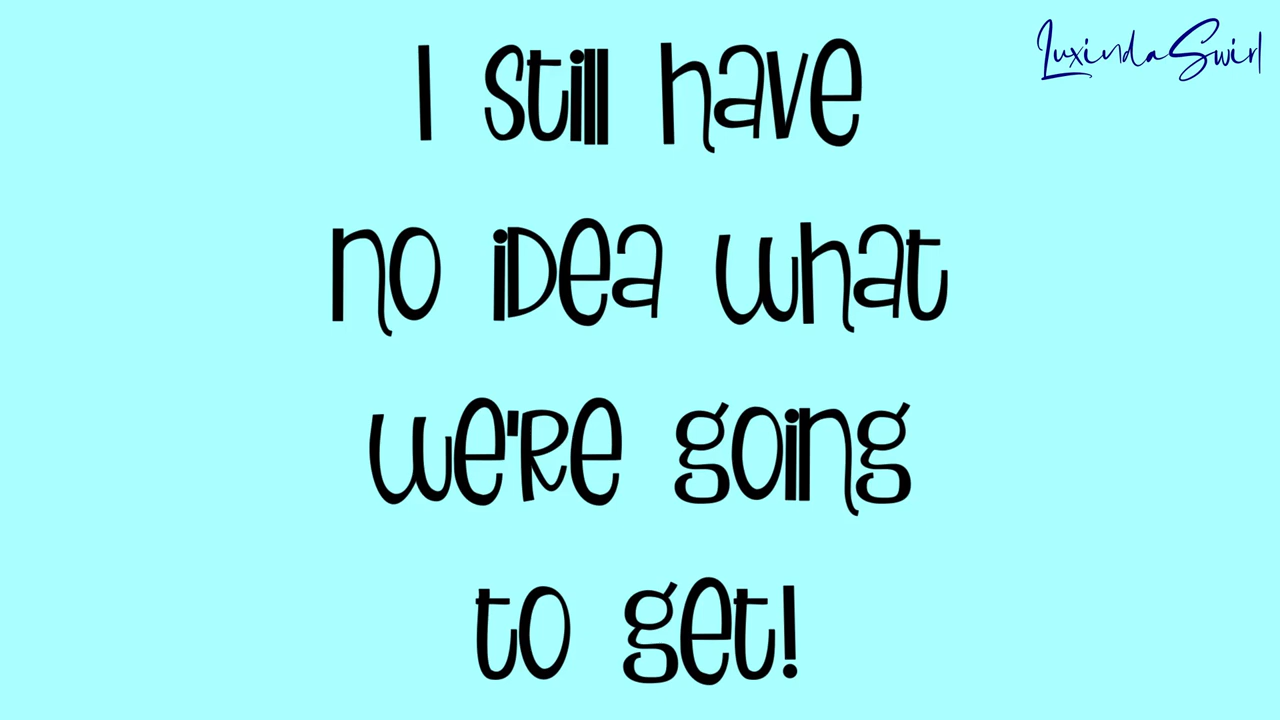 LuxindaSwirl
I still have
no idea what
we're going
to get!